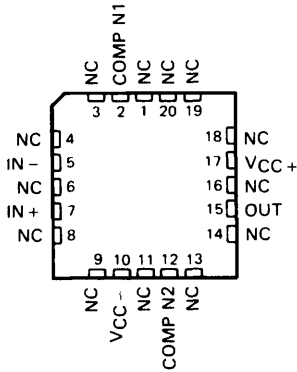 NC
COMP N1
NC
NC
NC
3 2 1 20 19
NC 4
IN - 5
NC 6
IN + 7
NC 8
18 NC
17 VCC +
16 NC
15 OUT
14 NC
9 10 11 12 13
NC
VCC -
NC
COMP N2
NC